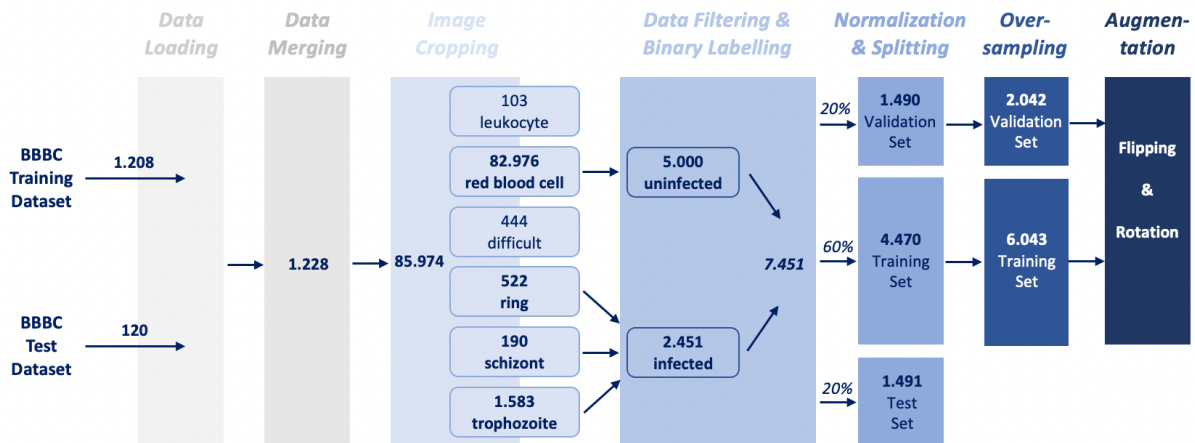 Data
Loading
Data
Merging
Image
Cropping
Data Filtering &
Binary Labelling
Normalization
& Splitting
Over-
sampling
Augmen-
tation
BBBC
Training
Dataset
1.208
BBBC
Test
Dataset
120
1.228
85.974
103
leukocyte
82.976
red blood cell
444
difficult
522
ring
190
schizont
1.583
trophozoite
5.000
uninfected
2.451
infected
7.451
20%
1.490
Validation
Set
60%
4.470
Training
Set
20%
1.491
Test
Set
2.042
Validation
Set
6.043
Training
Set
Flipping
&
Rotation